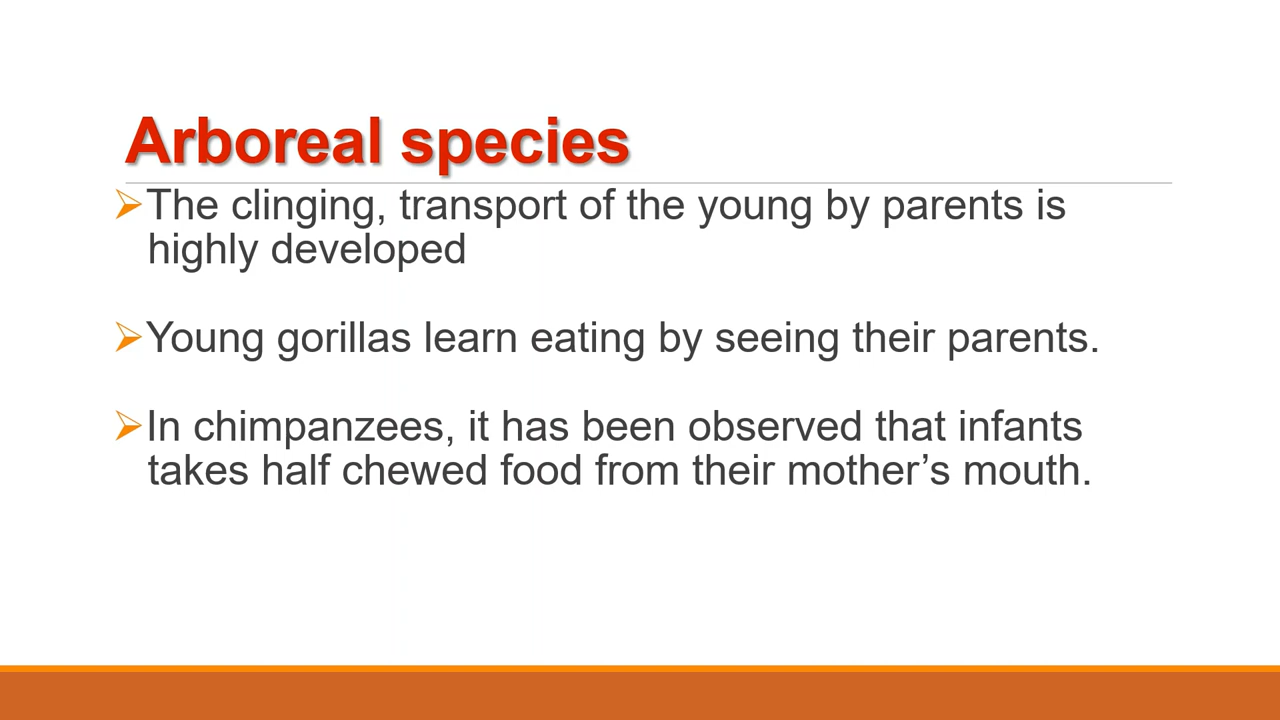 Arboreal species
The clinging, transport of the young by parents is
highly developed
Young gorillas learn eating by seeing their parents.
In chimpanzees, it has been observed that infants
takes half chewed food from their mother’s mouth.